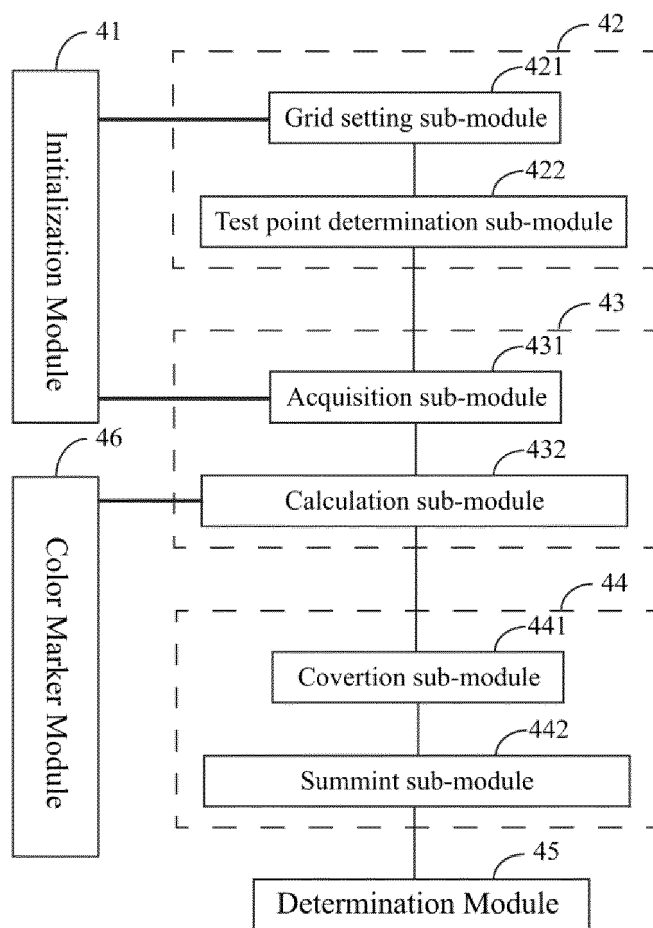 41
42
421
Grid setting sub-module
422
Test point determination sub-module
Initialization Module
43
431
Acquisition sub-module
46
432
Calculation sub-module
Color Marker Module
44
441
Covertion sub-module
442
Summint sub-module
45
Determination Module